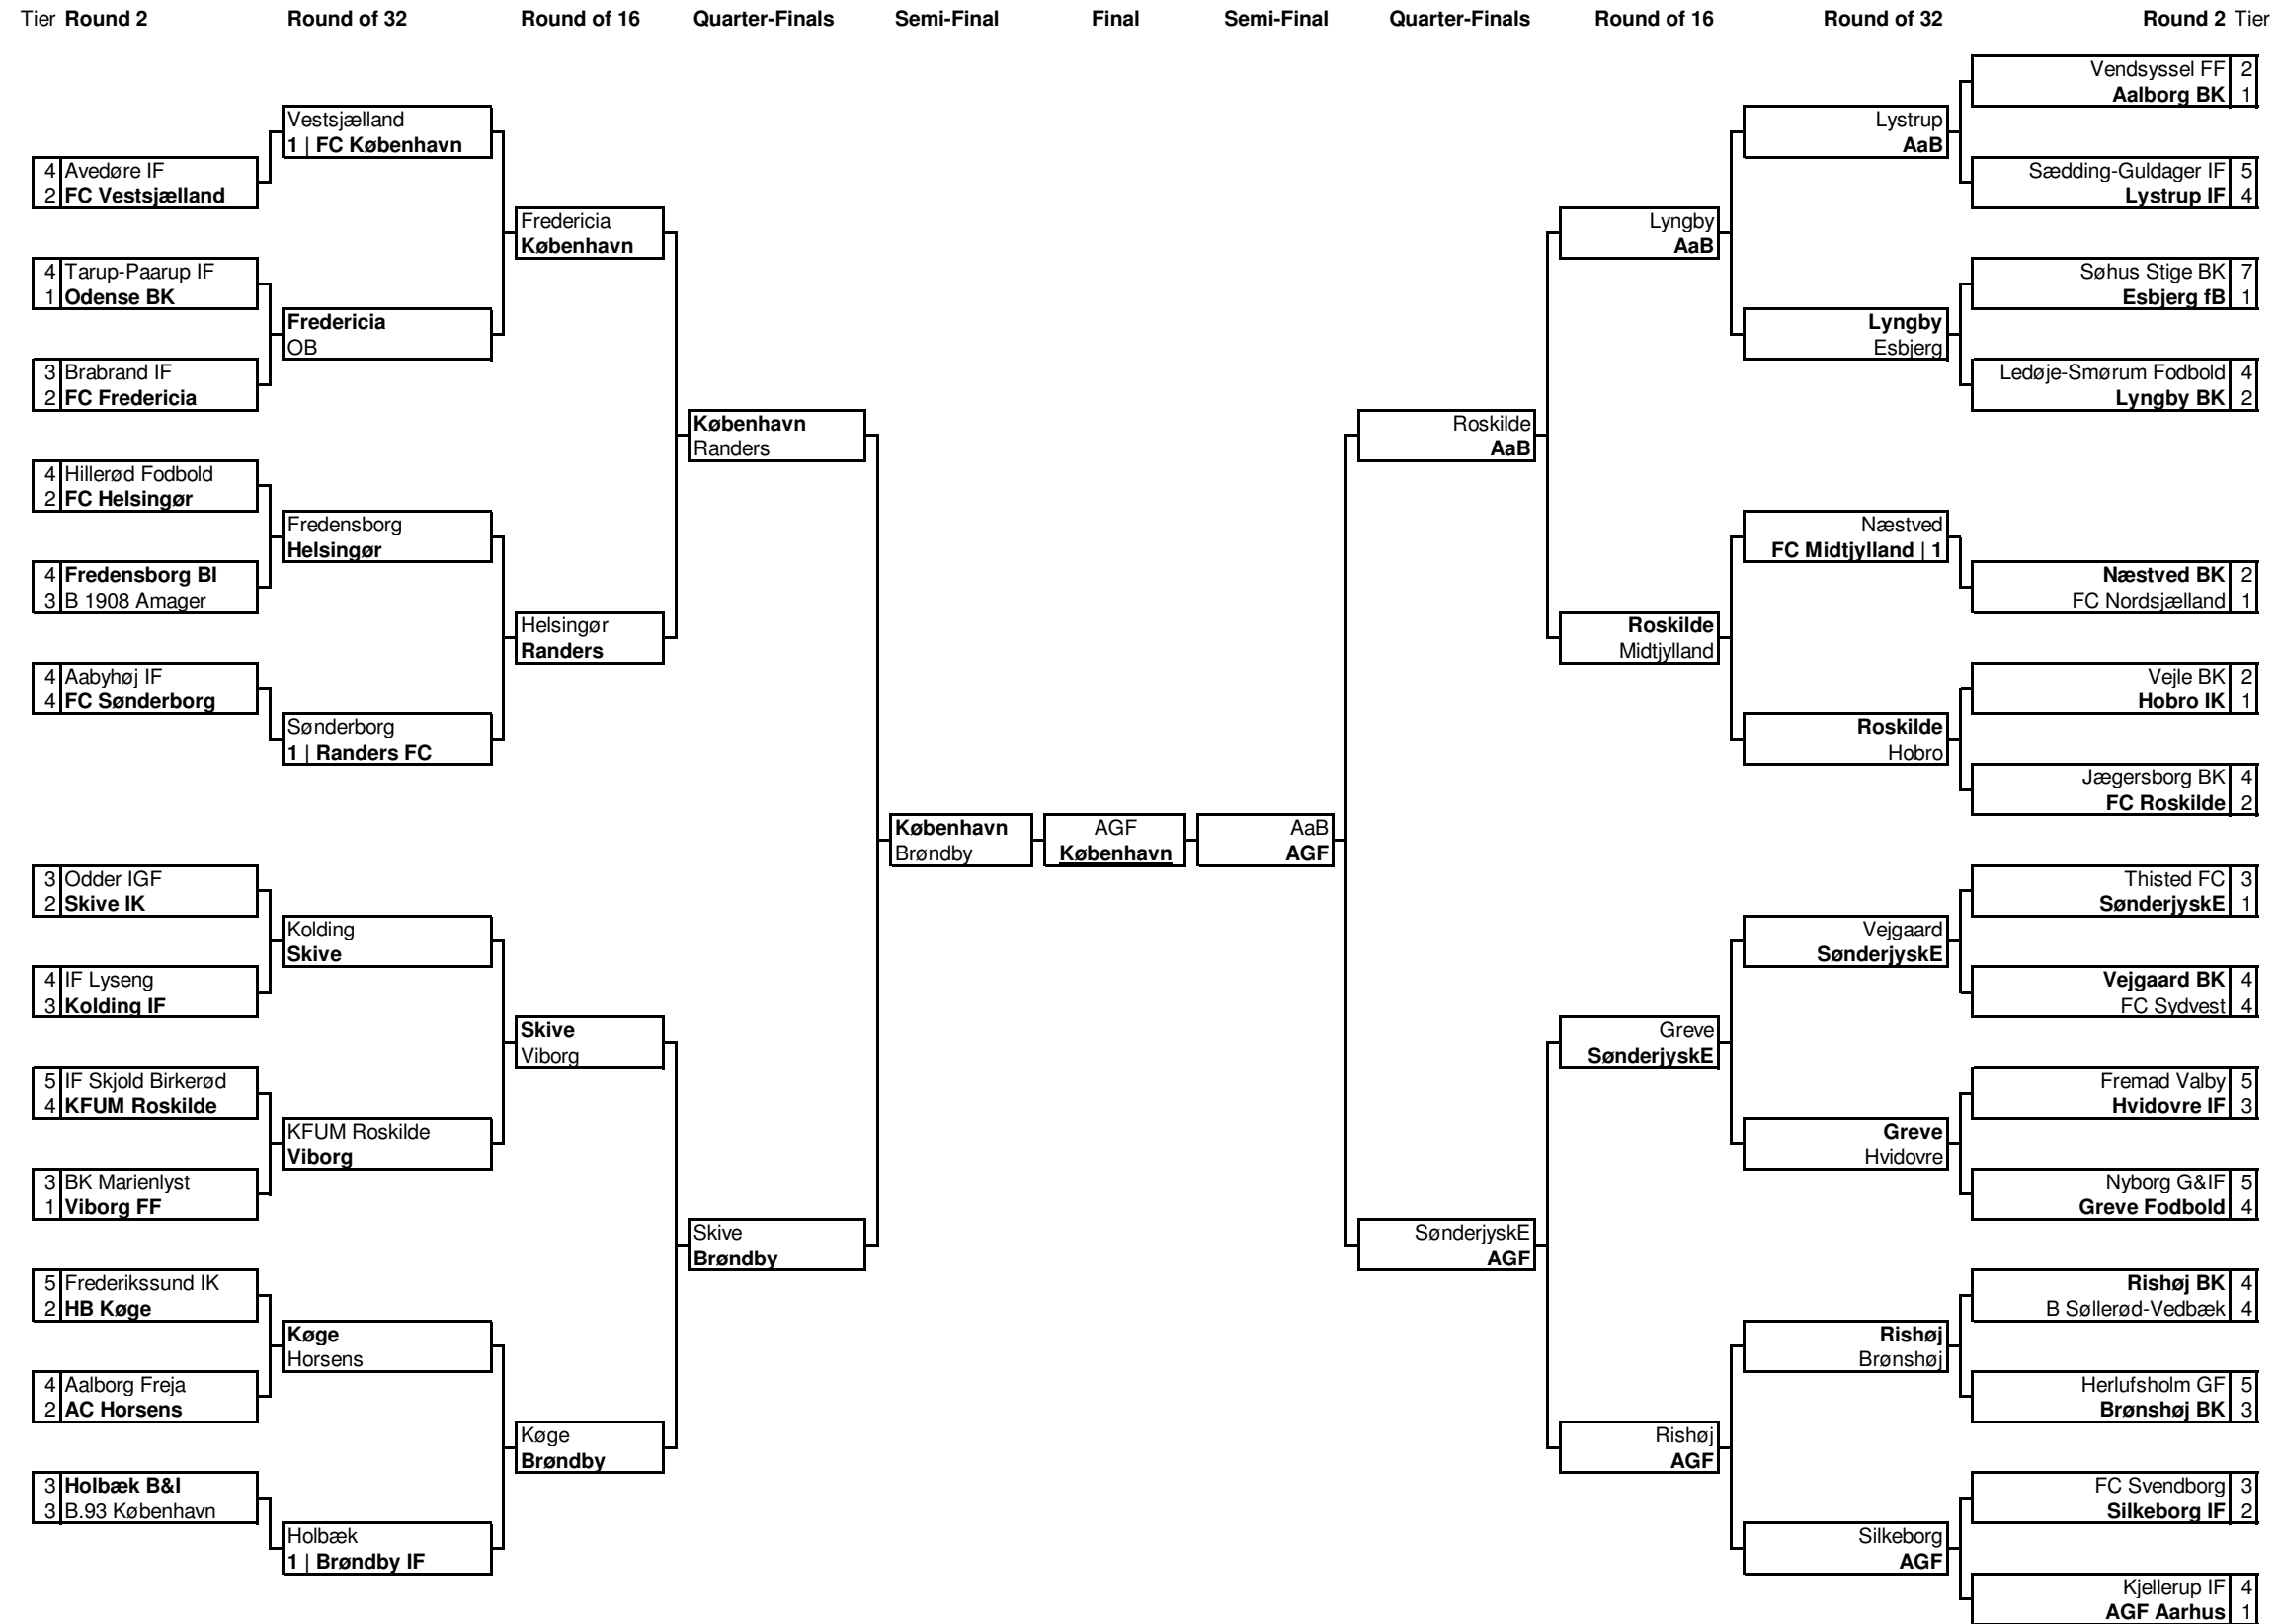 Tier Round 2 Round of 32 Round of 16 Quarter-Finals Semi-Final Final Semi-Final Quarter-Finals Round of 16 Round of 32 Round 2 Tier
4 Avedøre IF
2 FC Vestsjælland
4 Tarup-Paarup IF
1 Odense BK
3 Brabrand IF
2 FC Fredericia
4 Hillerød Fodbold
2 FC Helsingør
4 Fredensborg BI
3 B 1908 Amager
4 Aabyhøj IF
4 FC Sønderborg
3 Odder IGF
2 Skive IK
4 IF Lyseng
3 Kolding IF
5 IF Skjold Birkerød
4 KFUM Roskilde
3 BK Marienlyst
1 Viborg FF
5 Frederikssund IK
2 HB Køge
4 Aalborg Freja
2 AC Horsens
3 Holbæk B&I
3 B.93 København
Vestsjælland
1 | FC København
Fredericia
OB
Fredensborg
Helsingør
Sønderborg
1 | Randers FC
Kolding
Skive
KFUM Roskilde
Viborg
Køge
Horsens
Holbæk
1 | Brøndby IF
Fredericia
København
Helsingør
Randers
Skive
Viborg
Køge
Brøndby
København
Randers
Skive
Brøndby
København
Brøndby
AGF
København
AaB
AGF
Roskilde
AaB
SønderjyskE
AGF
Lyngby
AaB
Roskilde
Midtjylland
Greve
SønderjyskE
Rishøj
AGF
Lystrup
AaB
Lyngby
Esbjerg
Næstved
FC Midtjylland | 1
Roskilde
Hobro
Vejgaard
SønderjyskE
Greve
Hvidovre
Rishøj
Brønshøj
Silkeborg
AGF
Vendsyssel FF 2
Aalborg BK 1
Sædding-Guldager IF 5
Lystrup IF 4
Søhus Stige BK 7
Esbjerg fB 1
Ledøje-Smørum Fodbold 4
Lyngby BK 2
Næstved BK 2
FC Nordsjælland 1
Vejle BK 2
Hobro IK 1
Jægersborg BK 4
FC Roskilde 2
Thisted FC 3
SønderjyskE 1
Vejgaard BK 4
FC Sydvest 4
Fremad Valby 5
Hvidovre IF 3
Nyborg G&IF 5
Greve Fodbold 4
Rishøj BK 4
B Søllerød-Vedbæk 4
Herlufsholm GF 5
Brønshøj BK 3
FC Svendborg 3
Silkeborg IF 2
Kjellerup IF 4
AGF Aarhus 1